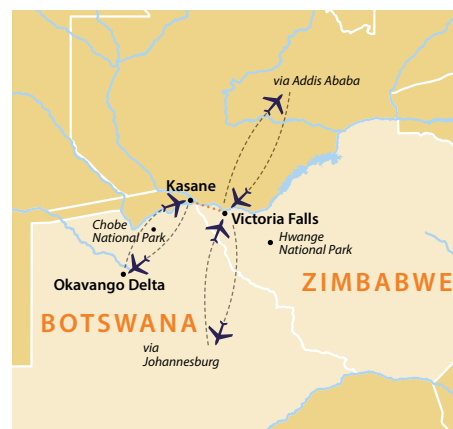 via Addis Ababa
Kasane
Victoria Falls
Chobe
National Park
Hwange
National Park
Okavango Delta
ZIMBABWE
BOTSWANA
via
Johannesburg